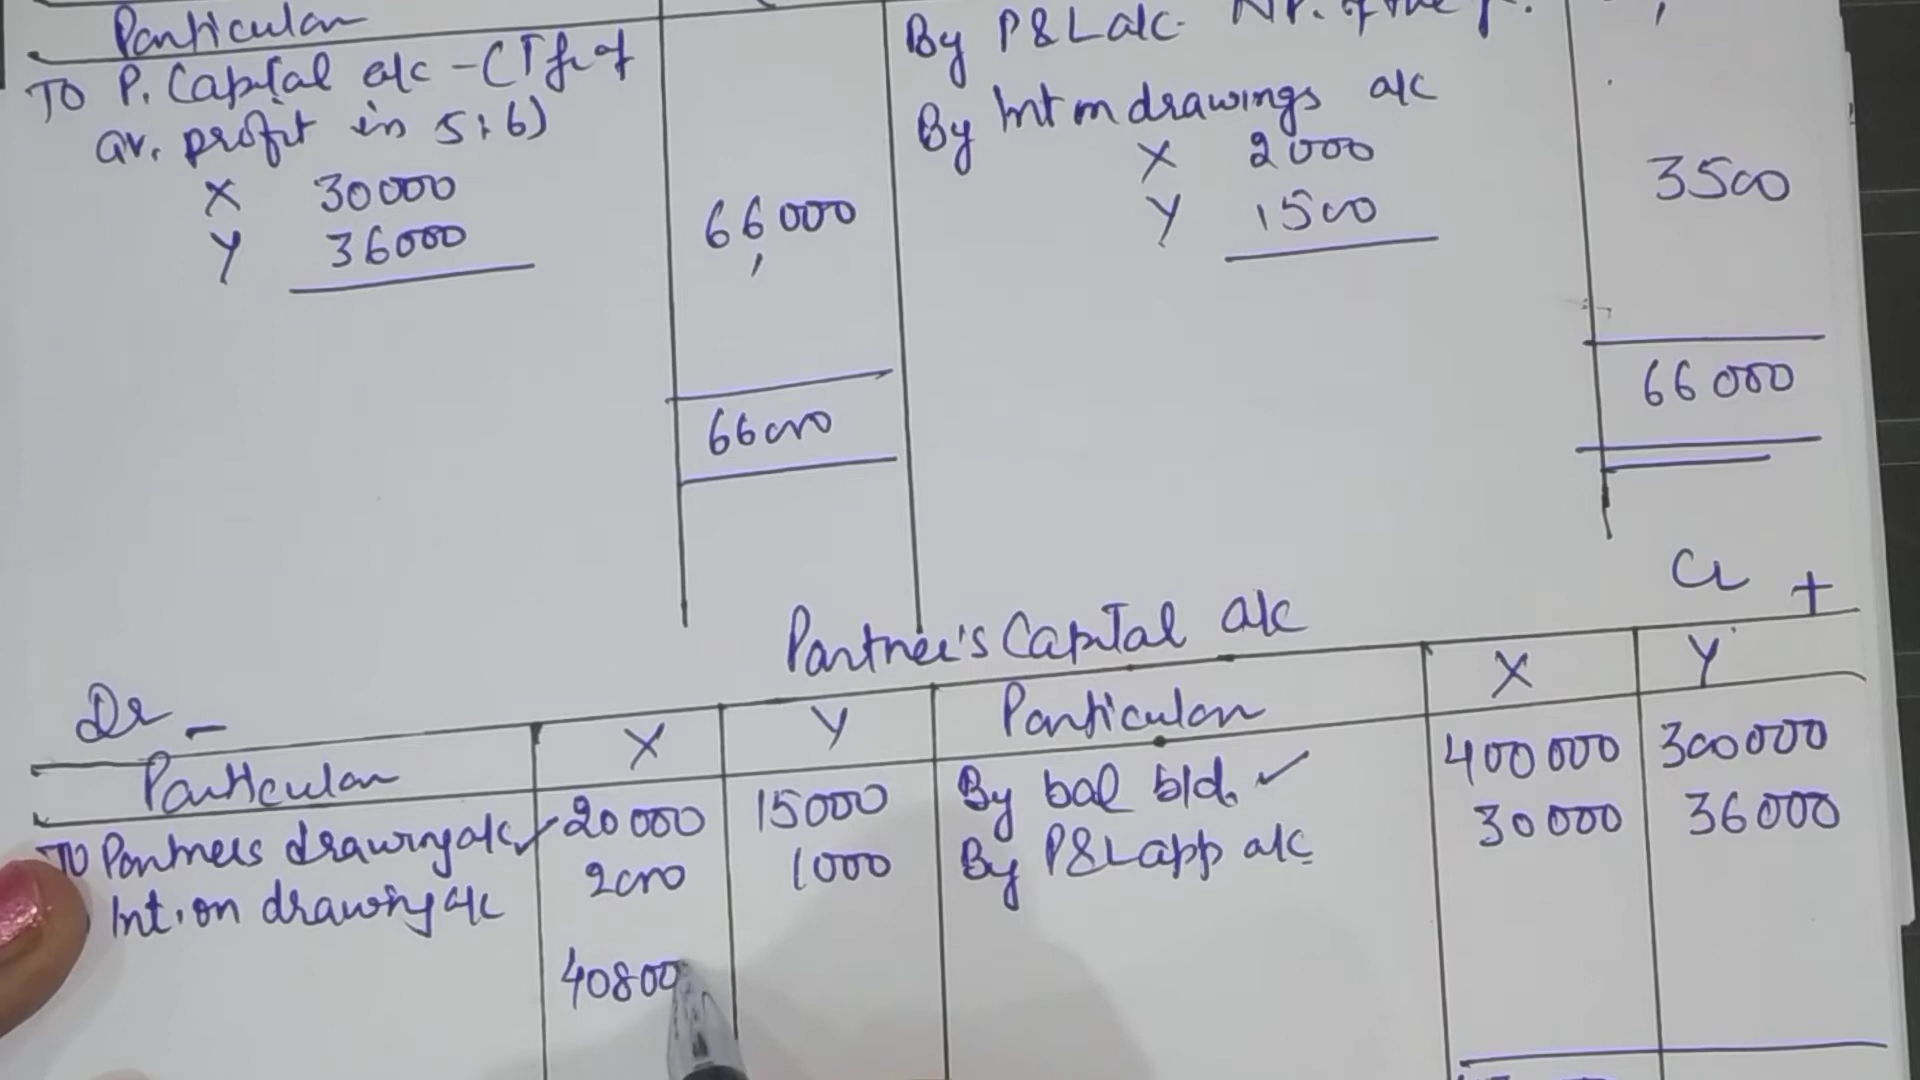 Particular
By P&L a/c.
TO P. Capital a/c - (Tfr of
av. profit in 5:6)
X 30000
Y 36000
66,000
By Int on drawings a/c
X 2000
Y 1500
3500
66000
66000
Partner's Capital a/c
Cr +
Dr -
Particular X Y Particular X Y
TO Partners drawing a/c 20000 15000 By bal b/d. ✓ 400000 300000
Int. on drawing a/c 2000 1000 By P&L app a/c 30000 36000
40800